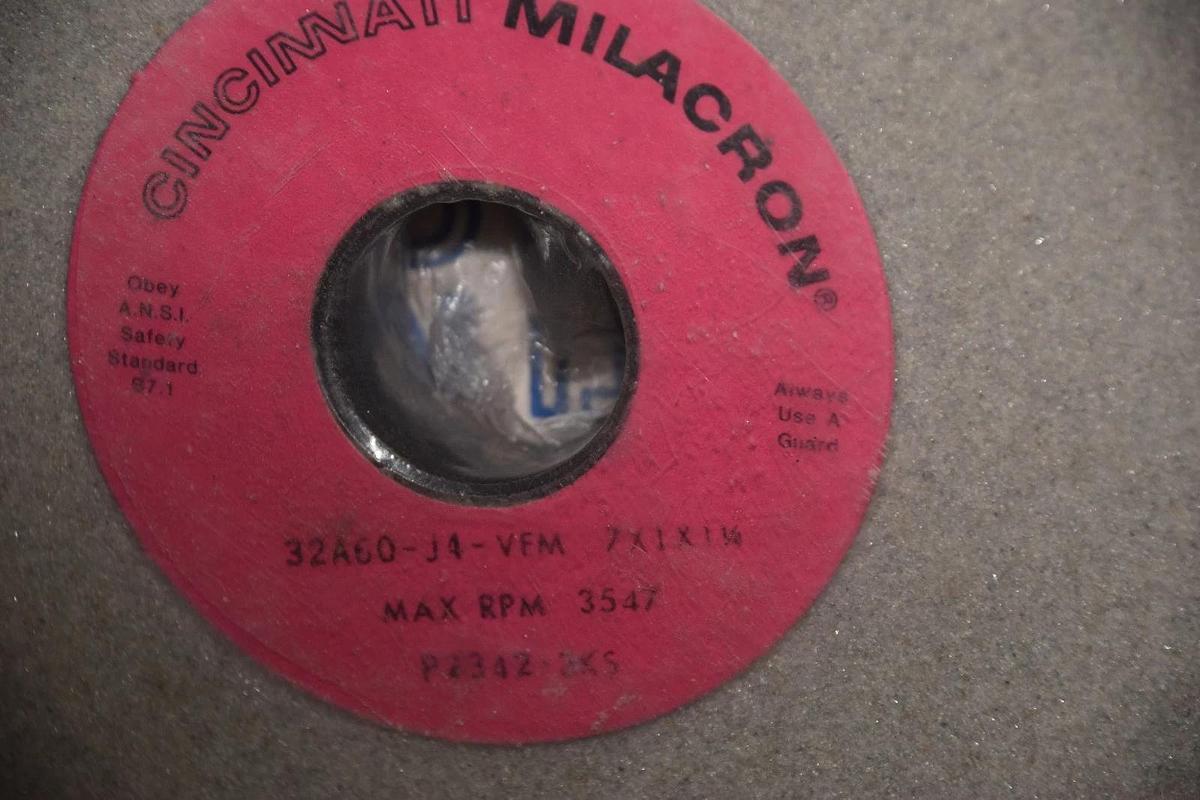 CINCINNATI MILACRON®
Obey
A.N.S.I.
Safety
Standard
B7.1
Always
Use A
Guard
32A60-J4-VFM 7X1X1¼
MAX RPM 3547